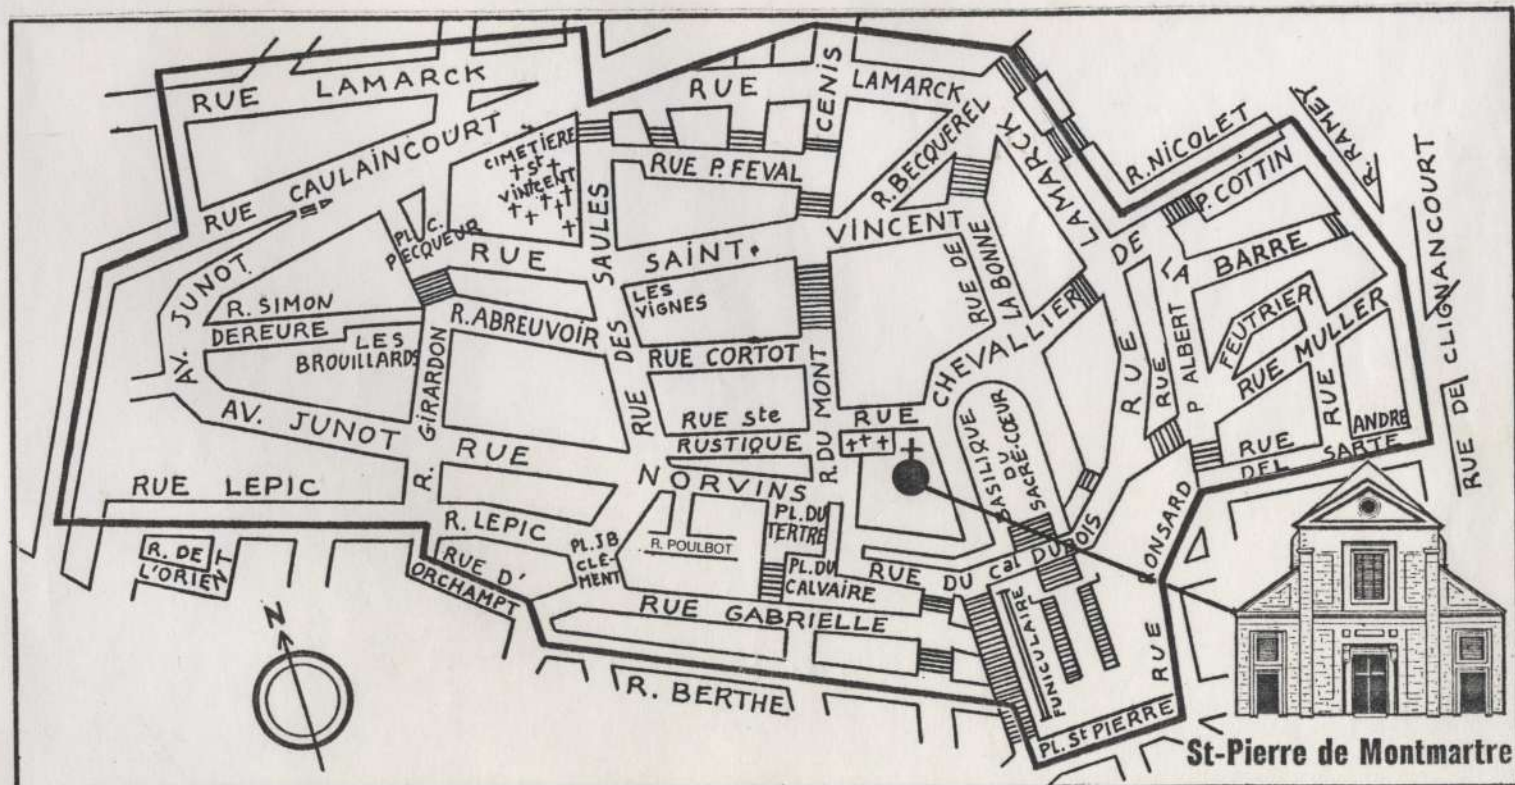 RUE LAMARCK
RUE LAMARCK
CENIS
RUE CAULAINCOURT
CIMETIÈRE
St
VINCENT
RUE P. FEVAL
R. BECQUEREL
LAMARCK
LAMARCK
R. NICOLET
R. RAMEY
P. COTTIN
RUE DE CLIGNANCOURT
PL. C.
PECQUEUR
RUE SAINT. VINCENT
RUE DES SAULES
LES
VIGNES
RUE DE
LA BONNE
RUE DE LA BARRE
CHEVALLIER
AV. JUNOT
R. SIMON
DEREURE
LES
BROUILLARDS
R. ABREUVOIR
RUE CORTOT
R. DU MONT
R. GIRARDON
AV. JUNOT
RUE
P ALBERT
FEUTRIER
RUE MULLER
RUE ANDRE
RUE
DEL SARTE
RUE Ste
RUSTIQUE
RUE
BASILIQUE
DU
SACRÉ-CŒUR
RUE NORVINS
RUE LEPIC
R. LEPIC
PL. DU
TERTRE
PL. JB
CLÉ-
MENT
R. POULBOT
PL. DU
CALVAIRE
RUE DU Cal DUBOIS
RUE RONSARD
R. DE
L'ORIENT
RUE D'
ORCHAMPT
RUE GABRIELLE
FUNICULAIRE
R. BERTHE
PL. St PIERRE
N
St-Pierre de Montmartre